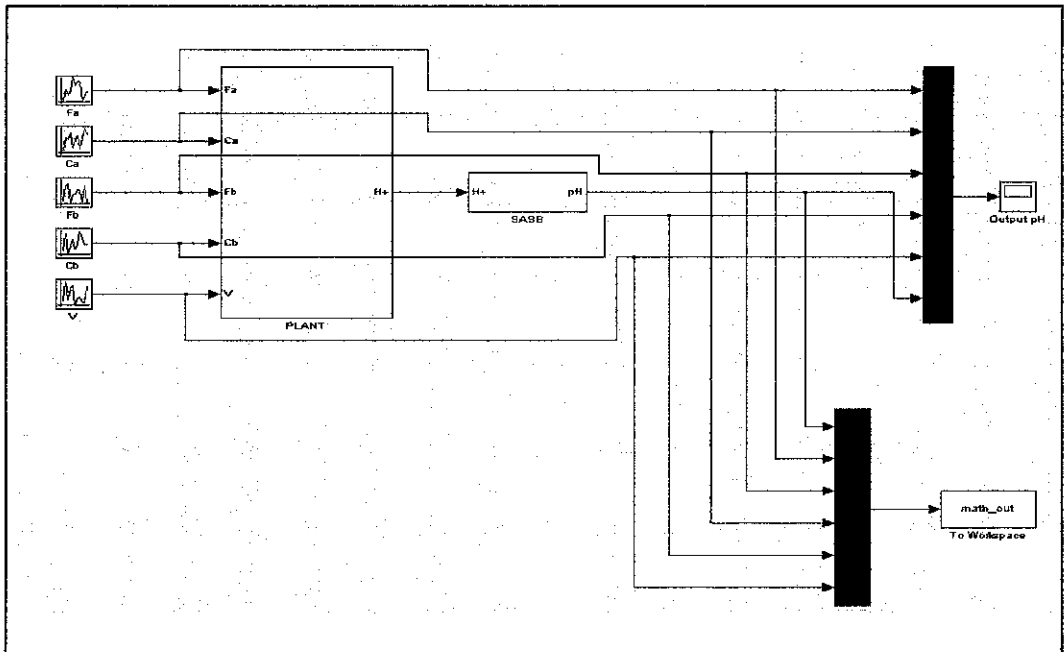 Fa
Ca
Fb
Cb
V
Fa
Ca
Fb
Cb
V
H+
PLANT
H+
pH
SASB
Output pH
math_out
To Workspace